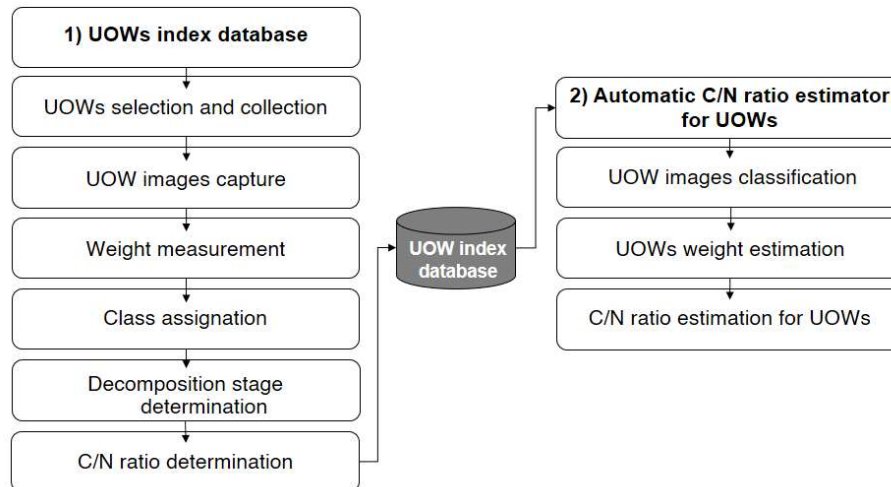 1) UOWs index database
UOWs selection and collection
UOW images capture
Weight measurement
Class assignation
Decomposition stage
determination
C/N ratio determination
UOW index
database
2) Automatic C/N ratio estimator
for UOWs
UOW images classification
UOWs weight estimation
C/N ratio estimation for UOWs